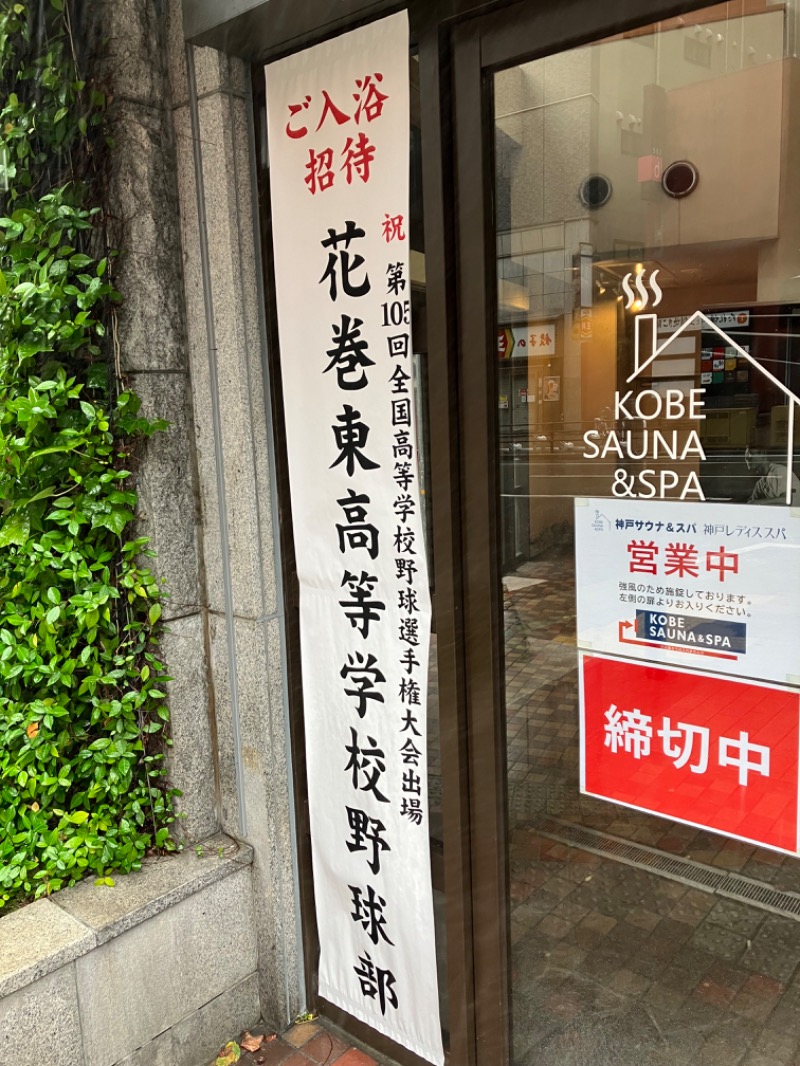 ご入浴
招待
祝 第105回全国高等学校野球選手権大会出場
花巻東高等学校野球部
KOBE
SAUNA
&SPA
神戸サウナ&スパ 神戸レディススパ
営業中
強風のため施錠しております。
左側の扉よりお入りください。
KOBE
SAUNA&SPA
締切中